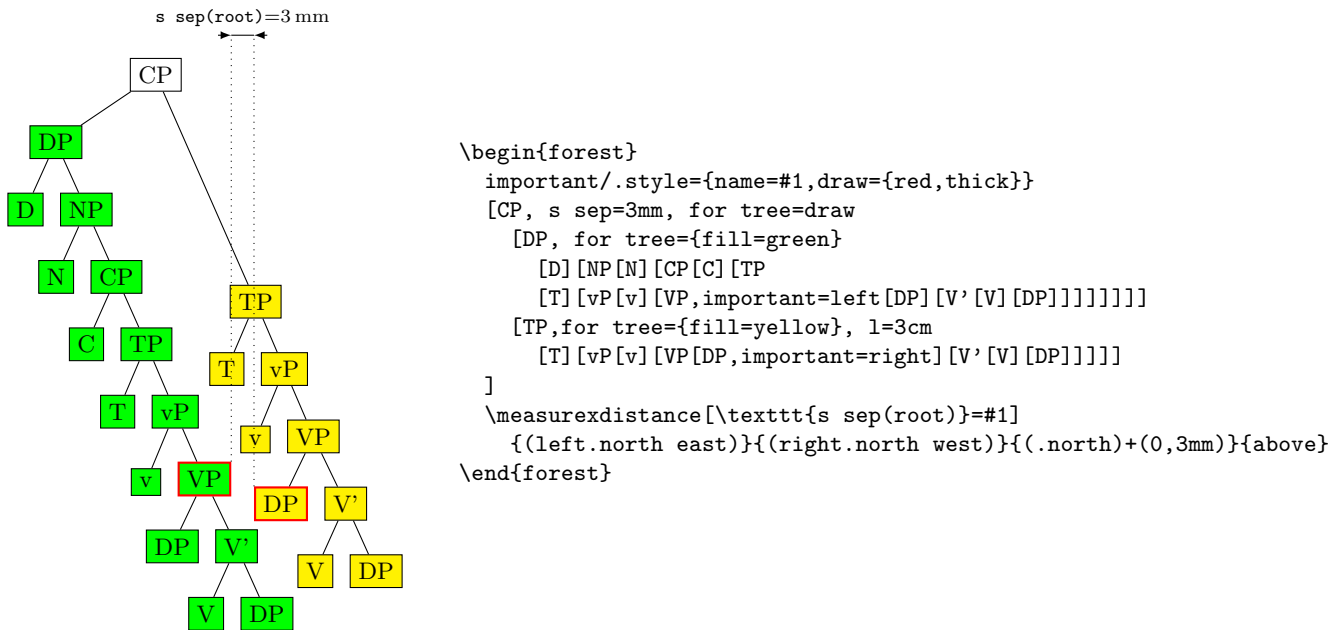 s sep(root)=3 mm
CP
DP
D NP
N CP
TP
C TP
T vP
T vP
v VP
v VP
DP V'
DP V'
V DP
V DP
\begin{forest}
important/.style={name=#1,draw={red,thick}}
[CP, s sep=3mm, for tree=draw
[DP, for tree={fill=green}
[D][NP[N][CP[C][TP
[T][vP[v][VP,important=left[DP][V'[V][DP]]]]]]]]
[TP,for tree={fill=yellow}, l=3cm
[T][vP[v][VP[DP,important=right][V'[V][DP]]]]]
]
\measurexdistance[\texttt{s sep(root)}=#1]
{(left.north east)}{(right.north west)}{(.north)+(0,3mm)}{above}
\end{forest}